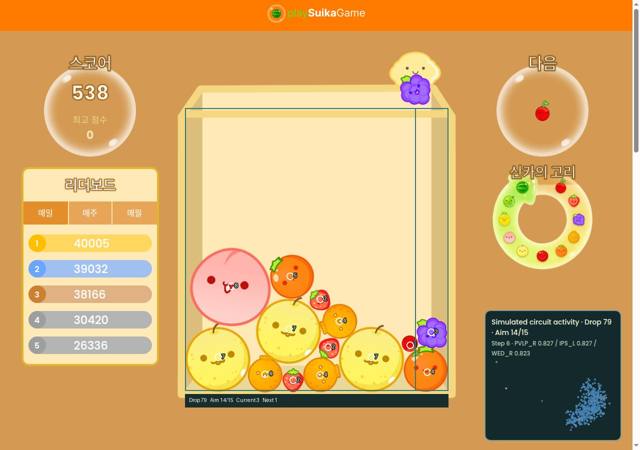 playSuikaGame
스코어
538
최고 점수
0
리더보드
매일
매주
매월
1 40005
2 39032
3 38166
4 30420
5 26336
다음
산카의 고리
Simulated circuit activity · Drop 79
· Aim 14/15
Step 6 · PVLP_R 0.827 / IPS_L 0.827 /
WED_R 0.823
Drop79 Aim 14/15 Current3 Next1